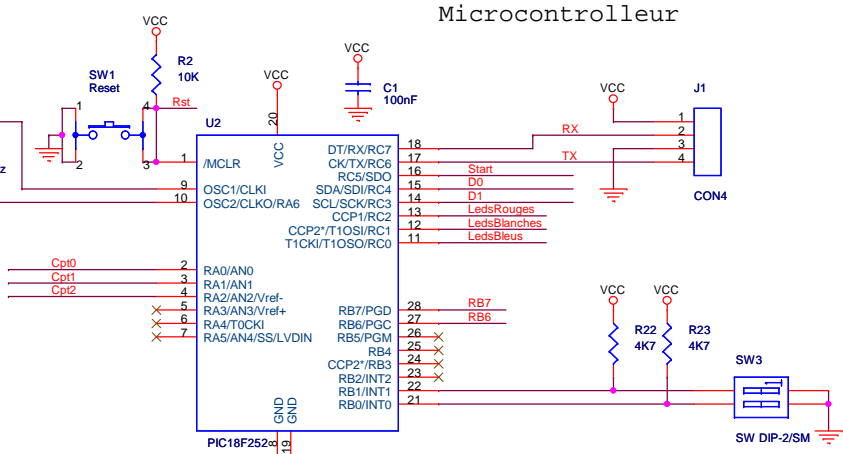 Microcontrolleur
VCC
R2
10K
SW1
Reset
1
4
Rst
2
3
z
VCC
VCC
C1
100nF
U2
20
VCC
1
/MCLR
9
OSC1/CLKI
10
OSC2/CLKO/RA6
Cpt0
2
RA0/AN0
Cpt1
3
RA1/AN1
Cpt2
4
RA2/AN2/Vref-
5
RA3/AN3/Vref+
6
RA4/T0CKI
7
RA5/AN4/SS/LVDIN
DT/RX/RC7
18
RX
CK/TX/RC6
17
TX
RC5/SDO
16
Start
SDA/SDI/RC4
15
D0
SCL/SCK/RC3
14
D1
CCP1/RC2
13
LedsRouges
CCP2*/T1OSI/RC1
12
LedsBlanches
T1CKI/T1OSO/RC0
11
LedsBleus
RB7/PGD
28
RB7
RB6/PGC
27
RB6
RB5/PGM
26
RB4
25
CCP2*/RB3
24
RB2/INT2
23
RB1/INT1
22
RB0/INT0
21
GND
GND
PIC18F252
8
19
VCC
J1
1
2
3
4
CON4
VCC
VCC
R22
4K7
R23
4K7
SW3
SW DIP-2/SM